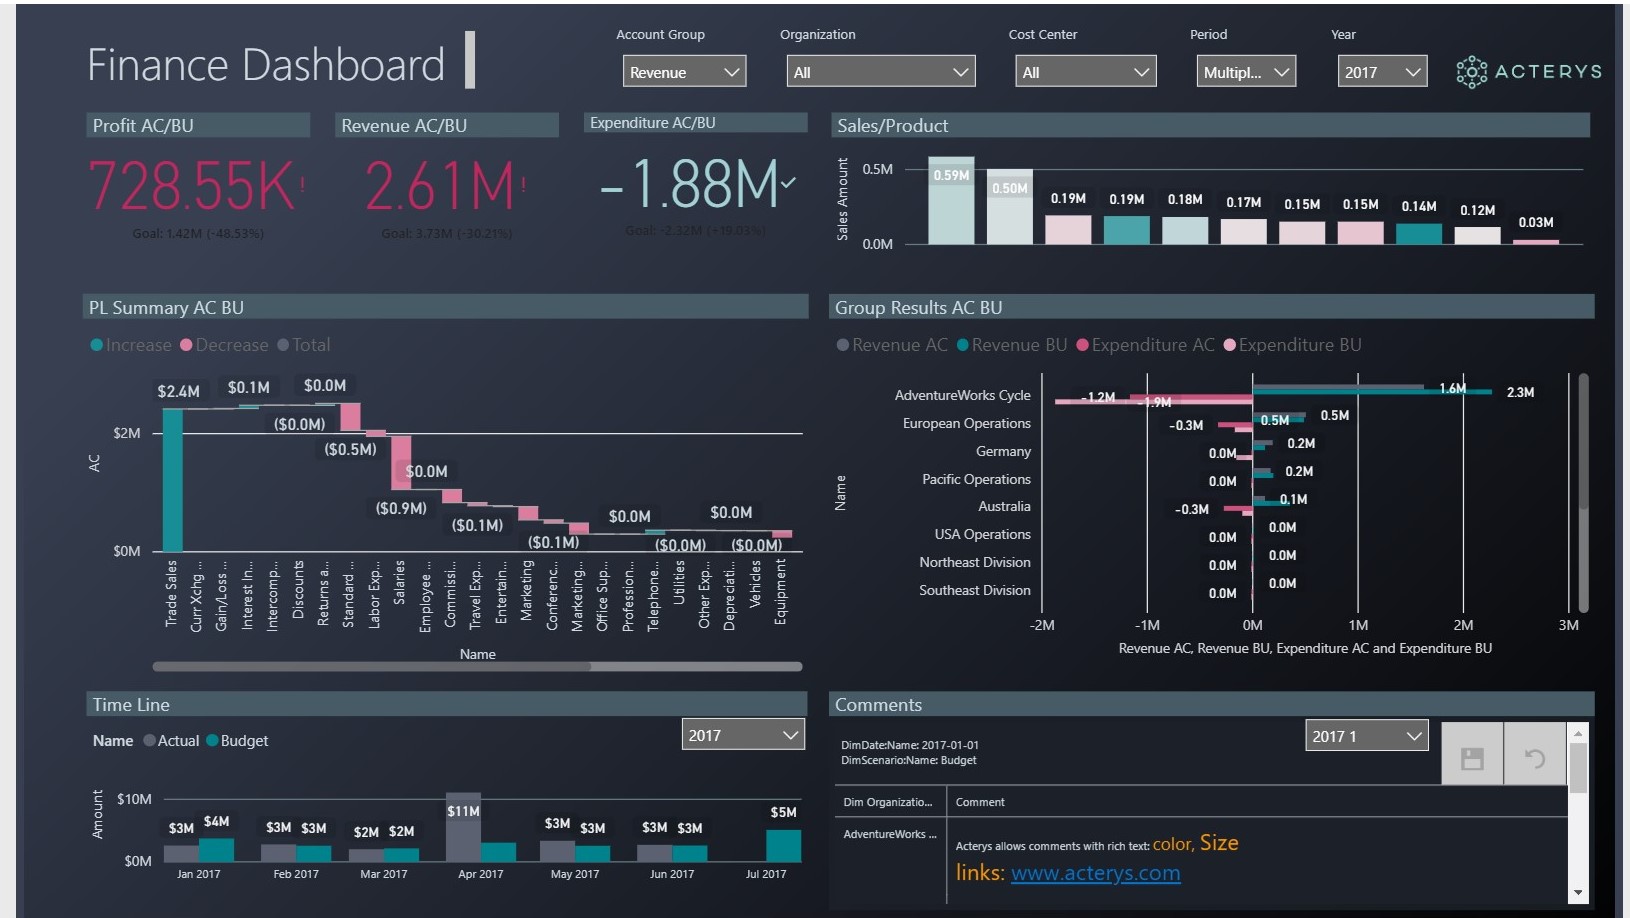 Finance Dashboard
Account Group
Organization
Cost Center
Period
Year
Revenue
All
All
Multipl...
2017
ACTERYS
Profit AC/BU
Revenue AC/BU
Expenditure AC/BU
728.55K!
2.61M!
-1.88M
Goal: 1.42M (-48.53%)
Goal: 3.73M (-30.21%)
Goal: -2.32M (+19.03%)
Sales/Product
Sales Amount
0.5M
0.0M
0.59M
0.50M
0.19M
0.19M
0.18M
0.17M
0.15M
0.15M
0.14M
0.12M
0.03M
PL Summary AC BU
Increase
Decrease
Total
$2.4M
$0.1M
$0.0M
($0.0M)
($0.5M)
$0.0M
($0.9M)
($0.1M)
($0.1M)
$0.0M
($0.0M)
$0.0M
($0.0M)
AC
$2M
$0M
Trade Sales
Curr Xchg ...
Gain/Loss ...
Interest In...
Intercomp...
Discounts
Returns a...
Standard ...
Labor Exp...
Salaries
Employee ...
Commissi...
Travel Exp...
Entertain...
Marketing
Conferenc...
Marketing...
Office Sup...
Profession...
Telephone...
Utilities
Other Exp...
Depreciati...
Vehicles
Equipment
Name
Group Results AC BU
Revenue AC
Revenue BU
Expenditure AC
Expenditure BU
Name
AdventureWorks Cycle
-1.2M
-1.9M
1.6M
2.3M
European Operations
-0.3M
0.5M
0.5M
Germany
0.0M
0.2M
Pacific Operations
0.0M
0.2M
Australia
-0.3M
0.1M
USA Operations
0.0M
0.0M
Northeast Division
0.0M
0.0M
Southeast Division
0.0M
0.0M
-2M
-1M
0M
1M
2M
3M
Revenue AC, Revenue BU, Expenditure AC and Expenditure BU
Time Line
Name
Actual
Budget
2017
Amount
$10M
$0M
$3M
$4M
$3M
$3M
$2M
$2M
$11M
$3M
$3M
$3M
$3M
$5M
Jan 2017
Feb 2017
Mar 2017
Apr 2017
May 2017
Jun 2017
Jul 2017
Comments
DimDate:Name: 2017-01-01
DimScenario:Name: Budget
2017 1
Dim Organizatio...
Comment
AdventureWorks ...
Acterys allows comments with rich text: color, Size
links: www.acterys.com